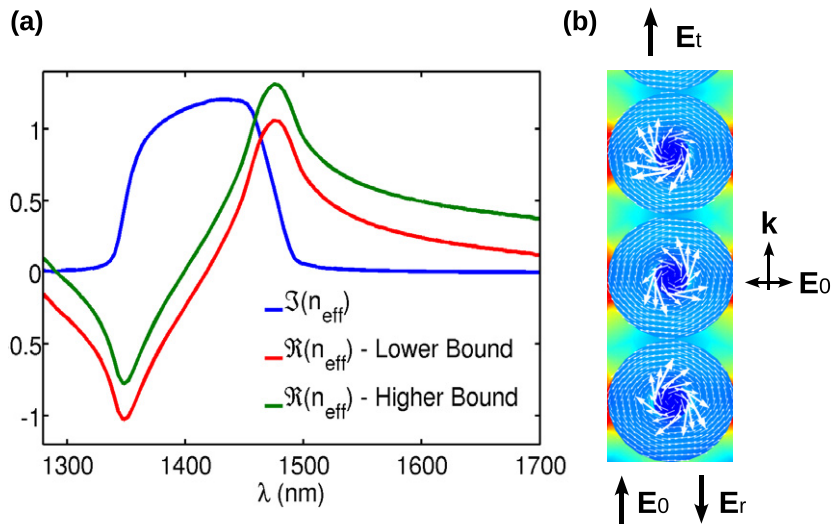 (a)
1
0.5
0
0.5
-1
1300 1400 1500 1600 1700
λ (nm)
ℑ(neff)
ℜ(neff) - Lower Bound
ℜ(neff) - Higher Bound
(b)
Et
k
E0
E0
Er